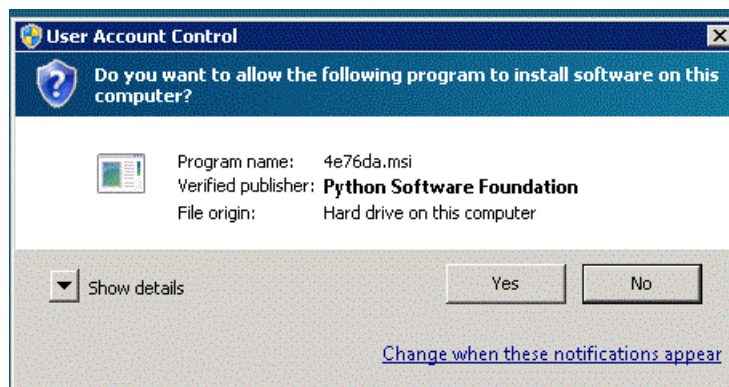 User Account Control
Do you want to allow the following program to install software on this
computer?
Program name: 4e76da.msi
Verified publisher: Python Software Foundation
File origin: Hard drive on this computer
Show details
Yes
No
Change when these notifications appear